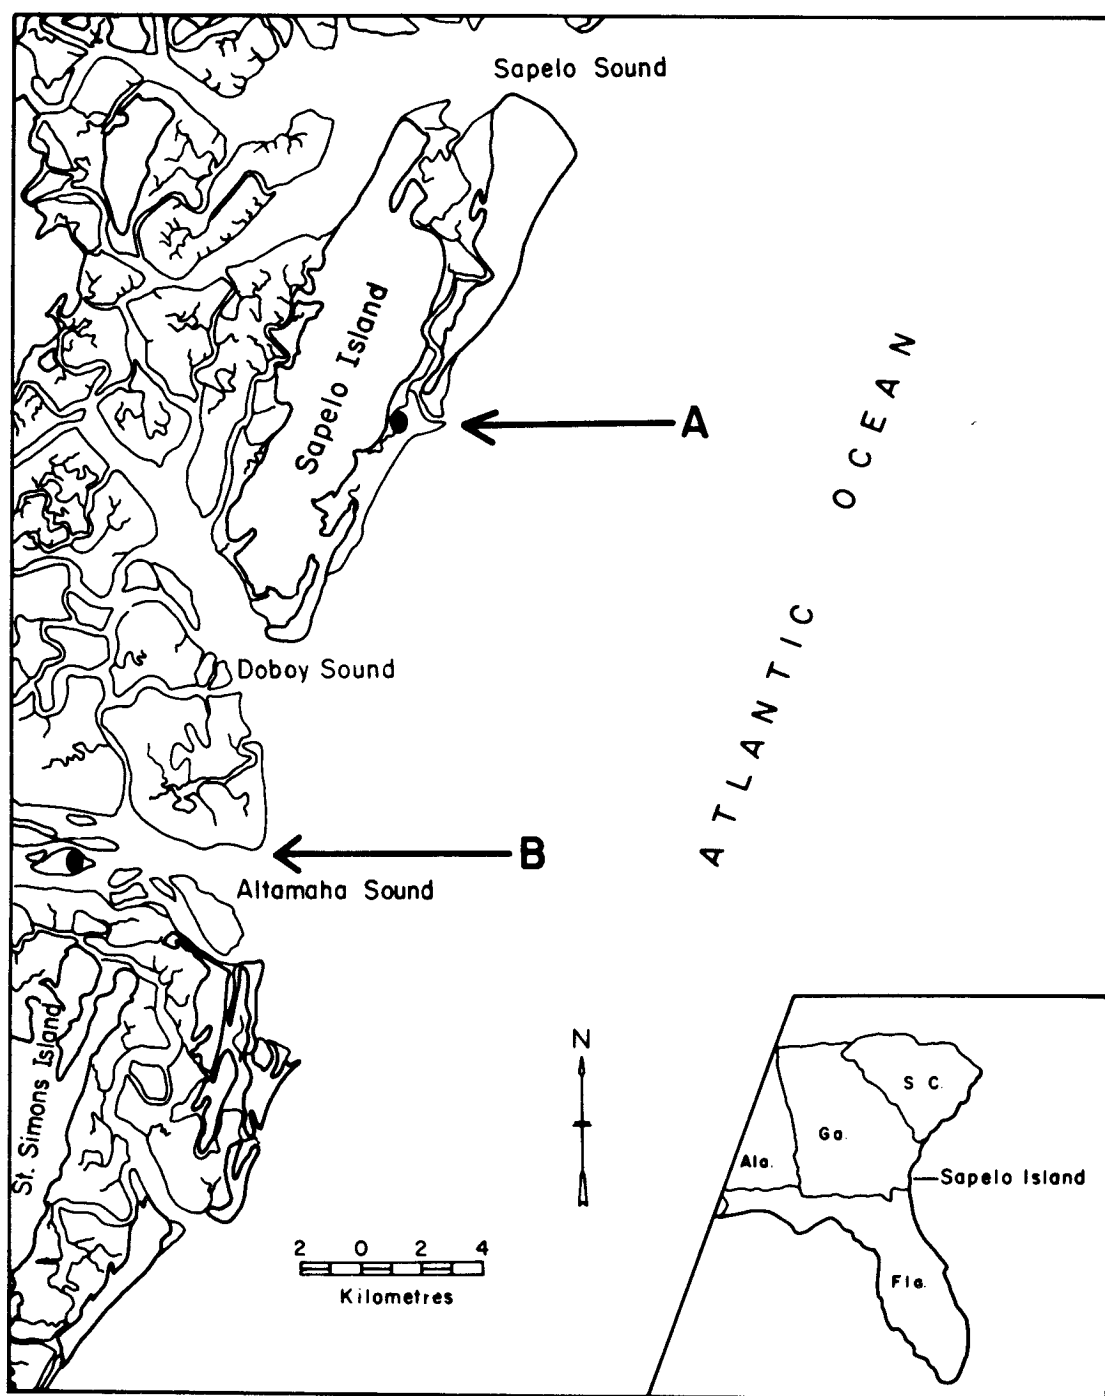 Sapelo Sound
Sapelo Island
A
ATLANTIC OCEAN
Doboy Sound
B
Altamaha Sound
St. Simons Island
N
2 0 2 4
Kilometres
S C.
Ga.
Ala.
Sapelo Island
Fla.